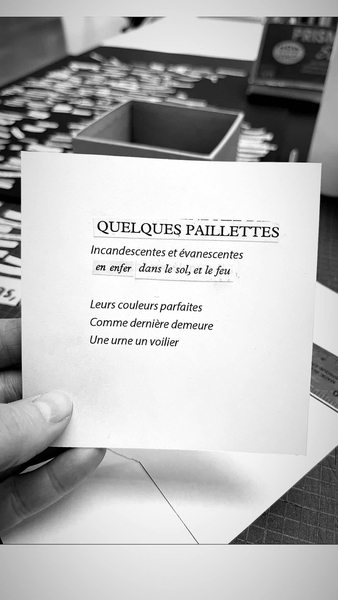 QUELQUES PAILLETTES
Incandescentes et évanescentes
en enfer dans le sol, et le feu
Leurs couleurs parfaites
Comme dernière demeure
Une urne un voilier
PRISM